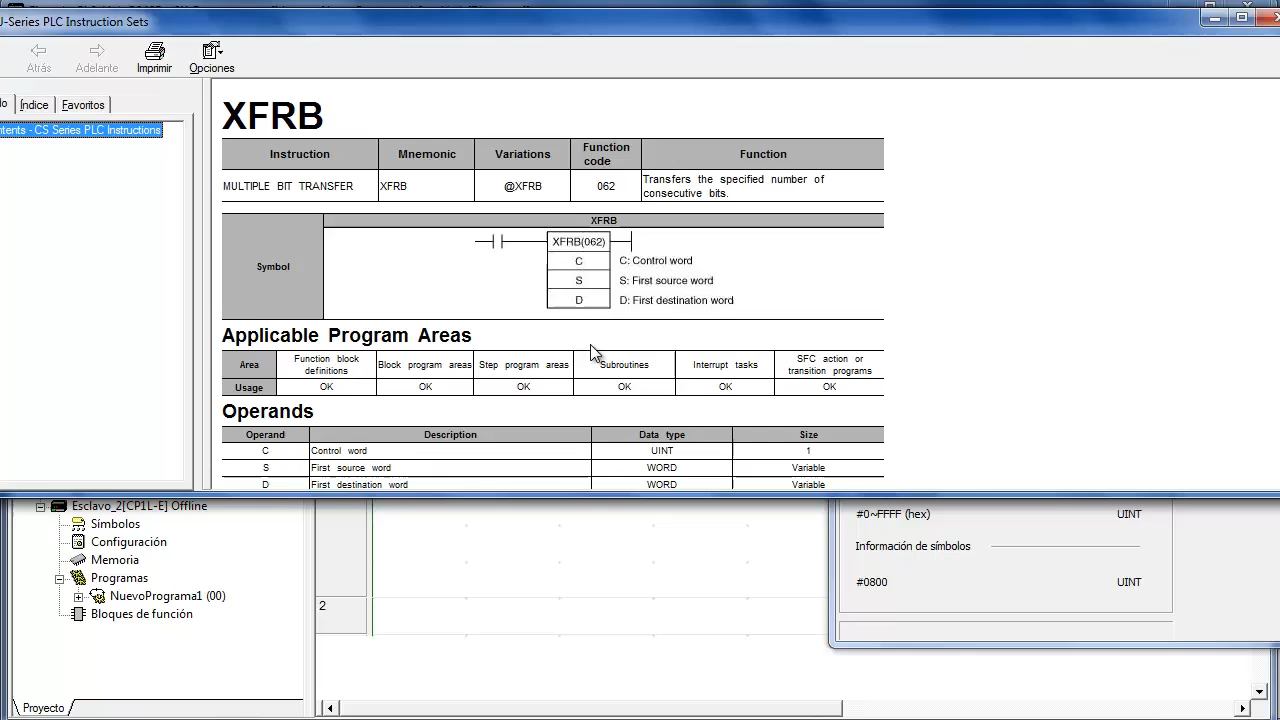 J-Series PLC Instruction Sets
Atrás Adelante Imprimir Opciones
do Índice Favoritos
ntents - CS Series PLC Instructions
XFRB
Instruction Mnemonic Variations Function code Function
MULTIPLE BIT TRANSFER XFRB @XFRB 062 Transfers the specified number of
consecutive bits.
XFRB
Symbol
XFRB(062)
C C: Control word
S S: First source word
D D: First destination word
Applicable Program Areas
Area Function block definitions Block program areas Step program areas Subroutines Interrupt tasks SFC action or transition programs
Usage OK OK OK OK OK OK
Operands
Operand Description Data type Size
C Control word UINT 1
S First source word WORD Variable
D First destination word WORD Variable
Esclavo_2[CP1L-E] Offline
Símbolos
Configuración
Memoria
Programas
NuevoPrograma1 (00)
Bloques de función
Proyecto
2
#0~FFFF (hex) UINT
Información de símbolos
#0800 UINT